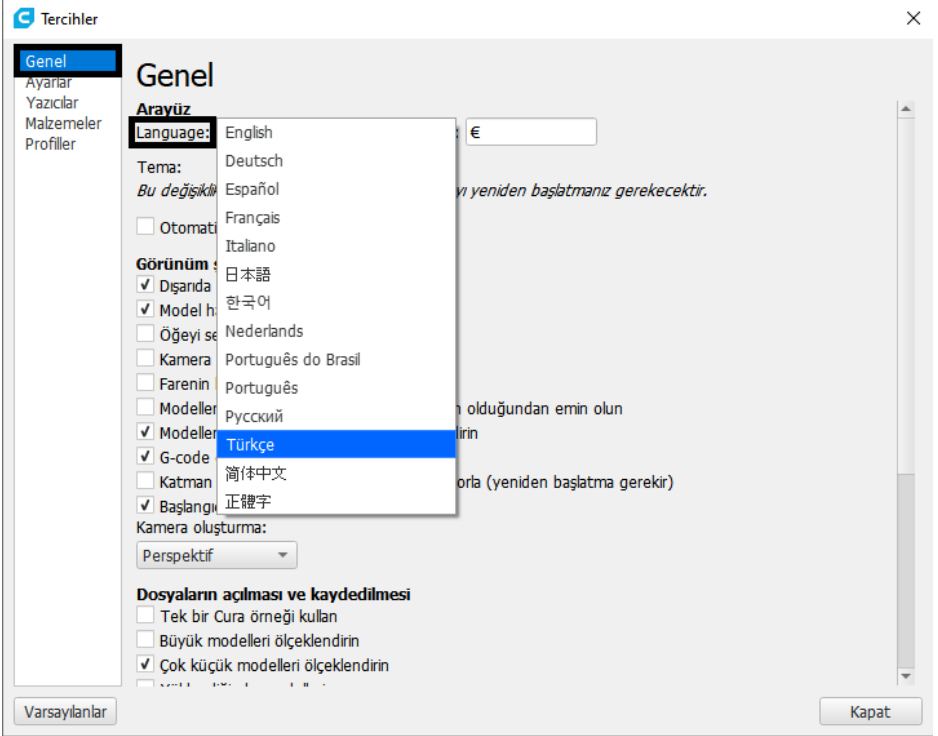 Tercihler
Genel
Ayarlar
Yazıcılar
Malzemeler
Profiller
Genel
Arayüz
Language: English : €
Deutsch
Tema:
Español
Bu değişiklik yı yeniden başlatmanız gerekecektir.
Français
Otomati
Italiano
Görünüm ş
日本語
Dışarıda
한국어
Model h
Nederlands
Öğeyi se
Português do Brasil
Kamera
Português
Farenin
Русский
Modeller n olduğundan emin olun
Türkçe
Modeller lirin
G-code
简体中文
Katman orla (yeniden başlatma gerekir)
正體字
Başlangı
Kamera oluşturma:
Perspektif
Dosyaların açılması ve kaydedilmesi
Tek bir Cura örneği kullan
Büyük modelleri ölçeklendirin
Çok küçük modelleri ölçeklendirin
Varsayılanlar
Kapat